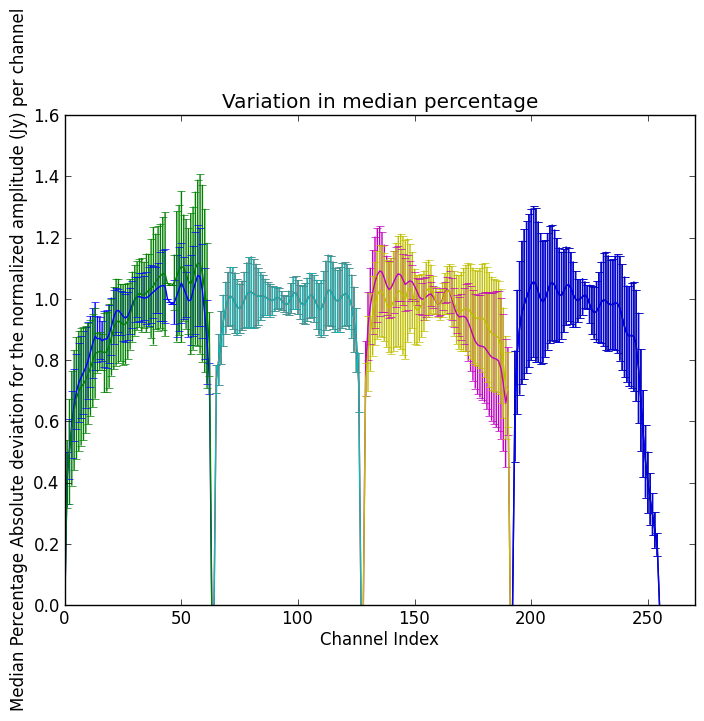 Variation in median percentage
Median Percentage Absolute deviation for the normalized amplitude (Jy) per channel
1.6
1.4
1.2
1.0
0.8
0.6
0.4
0.2
0.0
0 50 100 150 200 250
Channel Index